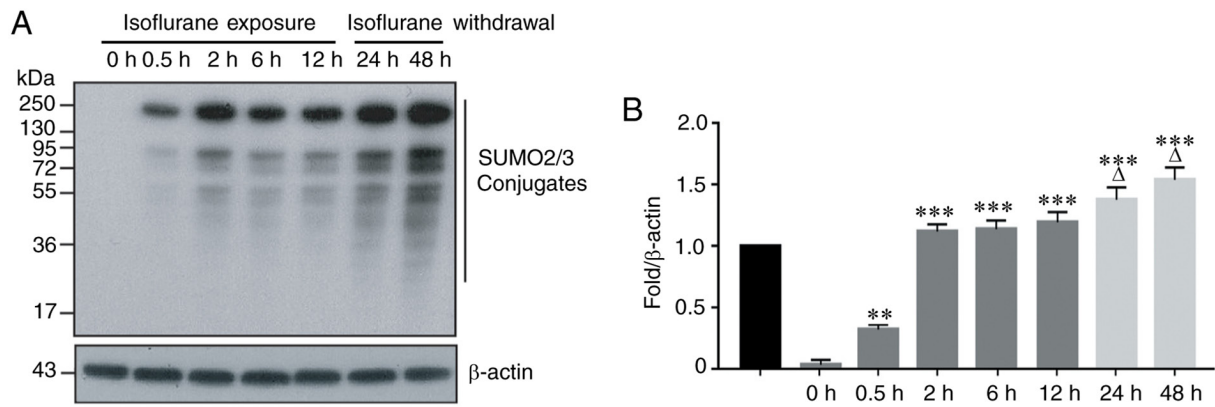 A
Isoflurane exposure Isoflurane withdrawal
0 h 0.5 h 2 h 6 h 12 h 24 h 48 h
kDa
250
130
95
72
55
36
17
SUMO2/3
Conjugates
43
β-actin
B
2.0
1.5
1.0
0.5
0
Fold/β-actin
**
***
***
***
***
Δ
***
Δ
0 h 0.5 h 2 h 6 h 12 h 24 h 48 h